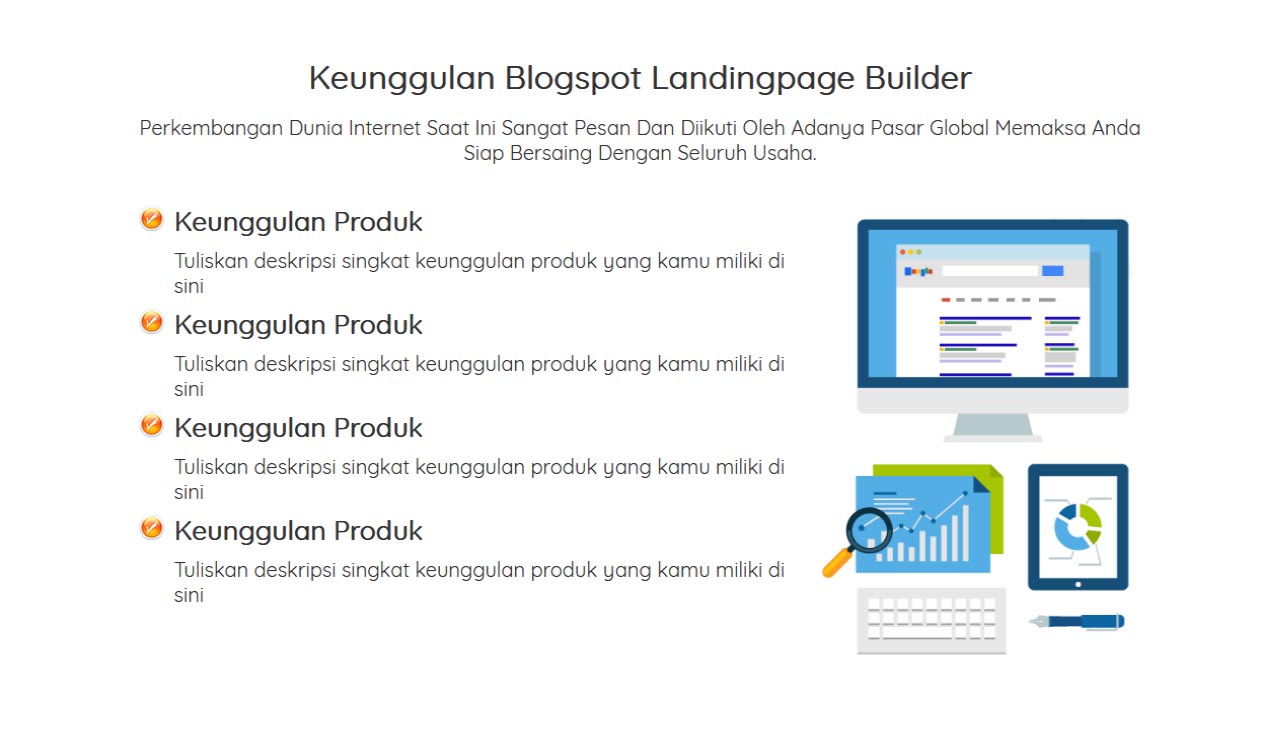 Keunggulan Blogspot Landingpage Builder
Perkembangan Dunia Internet Saat Ini Sangat Pesan Dan Diikuti Oleh Adanya Pasar Global Memaksa Anda
Siap Bersaing Dengan Seluruh Usaha.
Keunggulan Produk
Tuliskan deskripsi singkat keunggulan produk yang kamu miliki di
sini
Keunggulan Produk
Tuliskan deskripsi singkat keunggulan produk yang kamu miliki di
sini
Keunggulan Produk
Tuliskan deskripsi singkat keunggulan produk yang kamu miliki di
sini
Keunggulan Produk
Tuliskan deskripsi singkat keunggulan produk yang kamu miliki di
sini